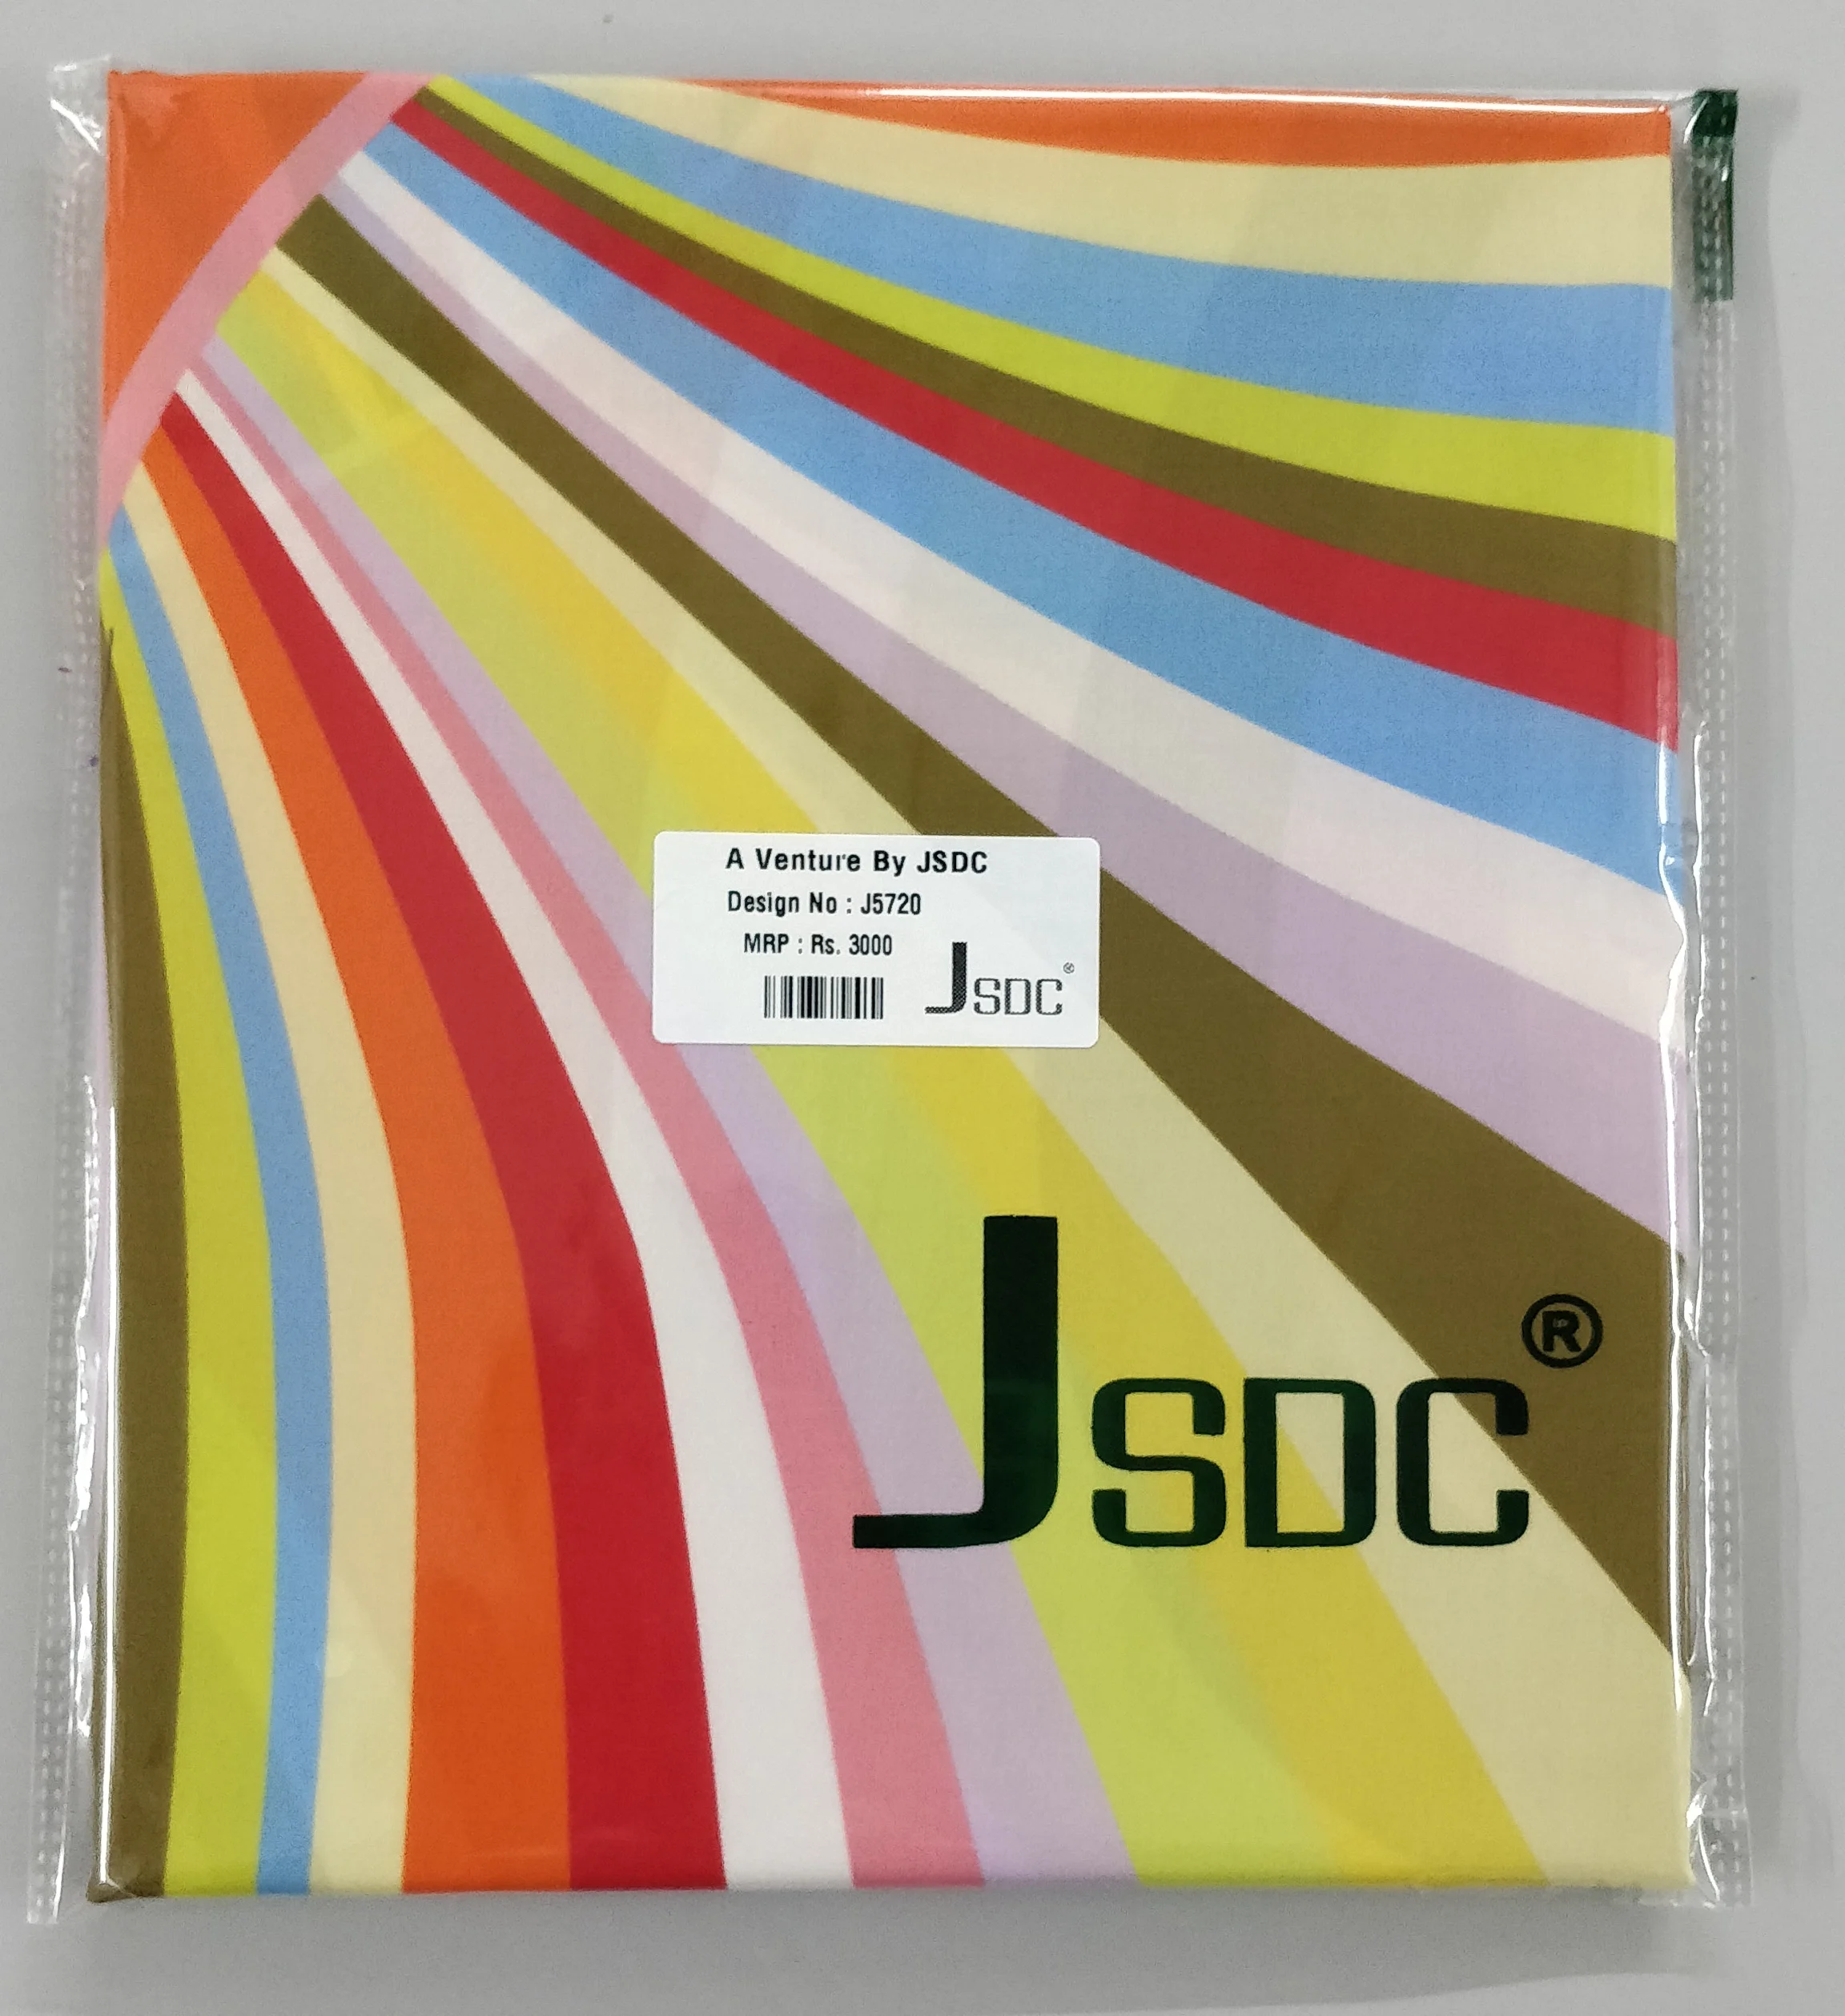 A Venture By JSDC
Design No : J5720
MRP : Rs. 3000
JSDC®
JSDC®